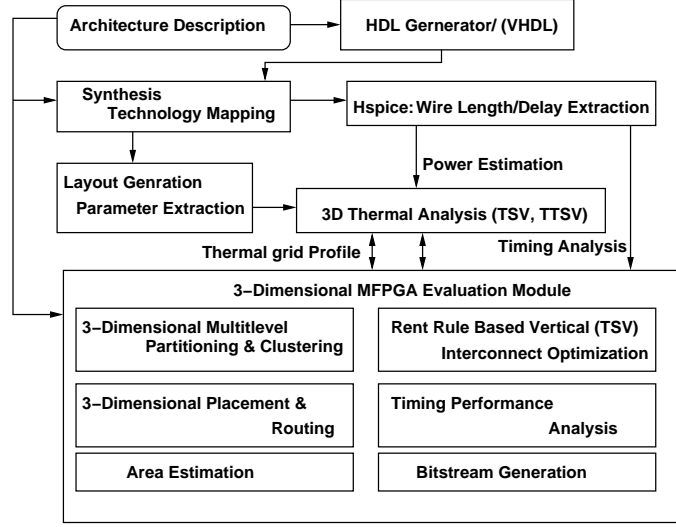 Architecture Description
HDL Gernerator/ (VHDL)
Synthesis
Technology Mapping
Hspice: Wire Length/Delay Extraction
Power Estimation
Layout Genration
Parameter Extraction
3D Thermal Analysis (TSV, TTSV)
Thermal grid Profile
Timing Analysis
3−Dimensional MFPGA Evaluation Module
3−Dimensional Multitlevel
Partitioning & Clustering
Rent Rule Based Vertical (TSV)
Interconnect Optimization
3−Dimensional Placement &
Routing
Timing Performance
Analysis
Area Estimation
Bitstream Generation